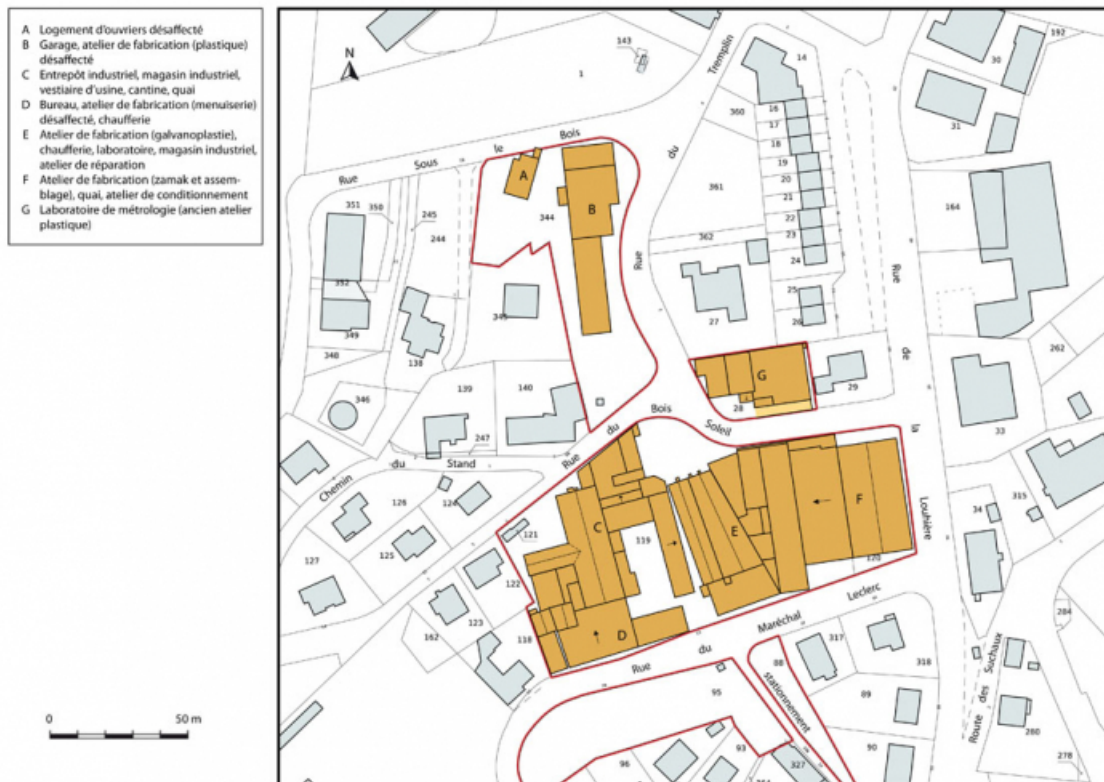 A Logement d'ouvriers désaffecté
B Garage, atelier de fabrication (plastique)
désaffecté
C Entrepôt industriel, magasin industriel,
vestiaire d'usine, cantine, quai
D Bureau, atelier de fabrication (menuiserie)
désaffecté, chaufferie
E Atelier de fabrication (galvanoplastie),
chaufferie, laboratoire, magasin industriel,
atelier de réparation
F Atelier de fabrication (zamak et assem-
blage), quai, atelier de conditionnement
G Laboratoire de métrologie (ancien atelier
plastique)
N
0 50 m
143
1
14
192
30
31
Rue Sous le Bois
Rue du Tremplin
360
16
17
18
19
20
21
22
23
24
25
26
361
362
164
A
B
344
351
350
245
244
352
349
348
138
345
27
262
346
139
140
247
G
28
29
33
Rue du Bois Soleil
Rue de la Louhière
Chemin du Stand
126
124
125
127
121
122
123
162
118
C
119
E
F
120
D
34
315
Rue du Maréchal Leclerc
88
317
318
stationnement
95
89
90
93
96
327
284
280
278
Route des Suchaux